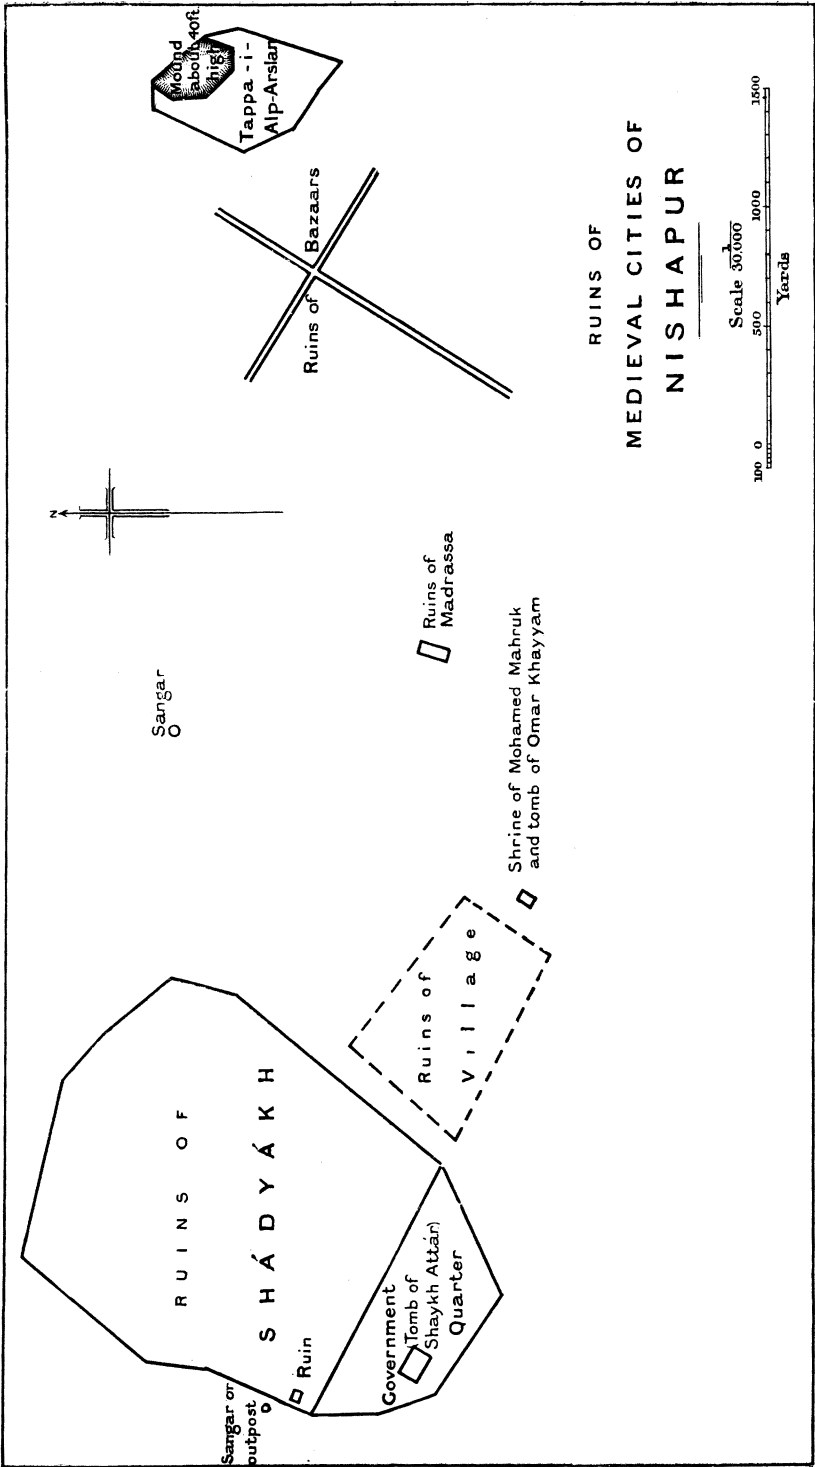 RUINS OF
MEDIEVAL CITIES OF
NISHAPUR
Scale 1/30.000
100 0 500 1000 1500
Yards
N
Sangar or
outpost
Ruin
RUINS OF
SHÁDYÁKH
Government
(Tomb of
Shaykh Attár)
Quarter
Ruins of
Village
Shrine of Mohamed Mahruk
and tomb of Omar Khayyam
Sangar
Ruins of
Madrassa
Ruins of Bazaars
Mound
about 40ft.
high
Tappa-i-
Alp-Arslan